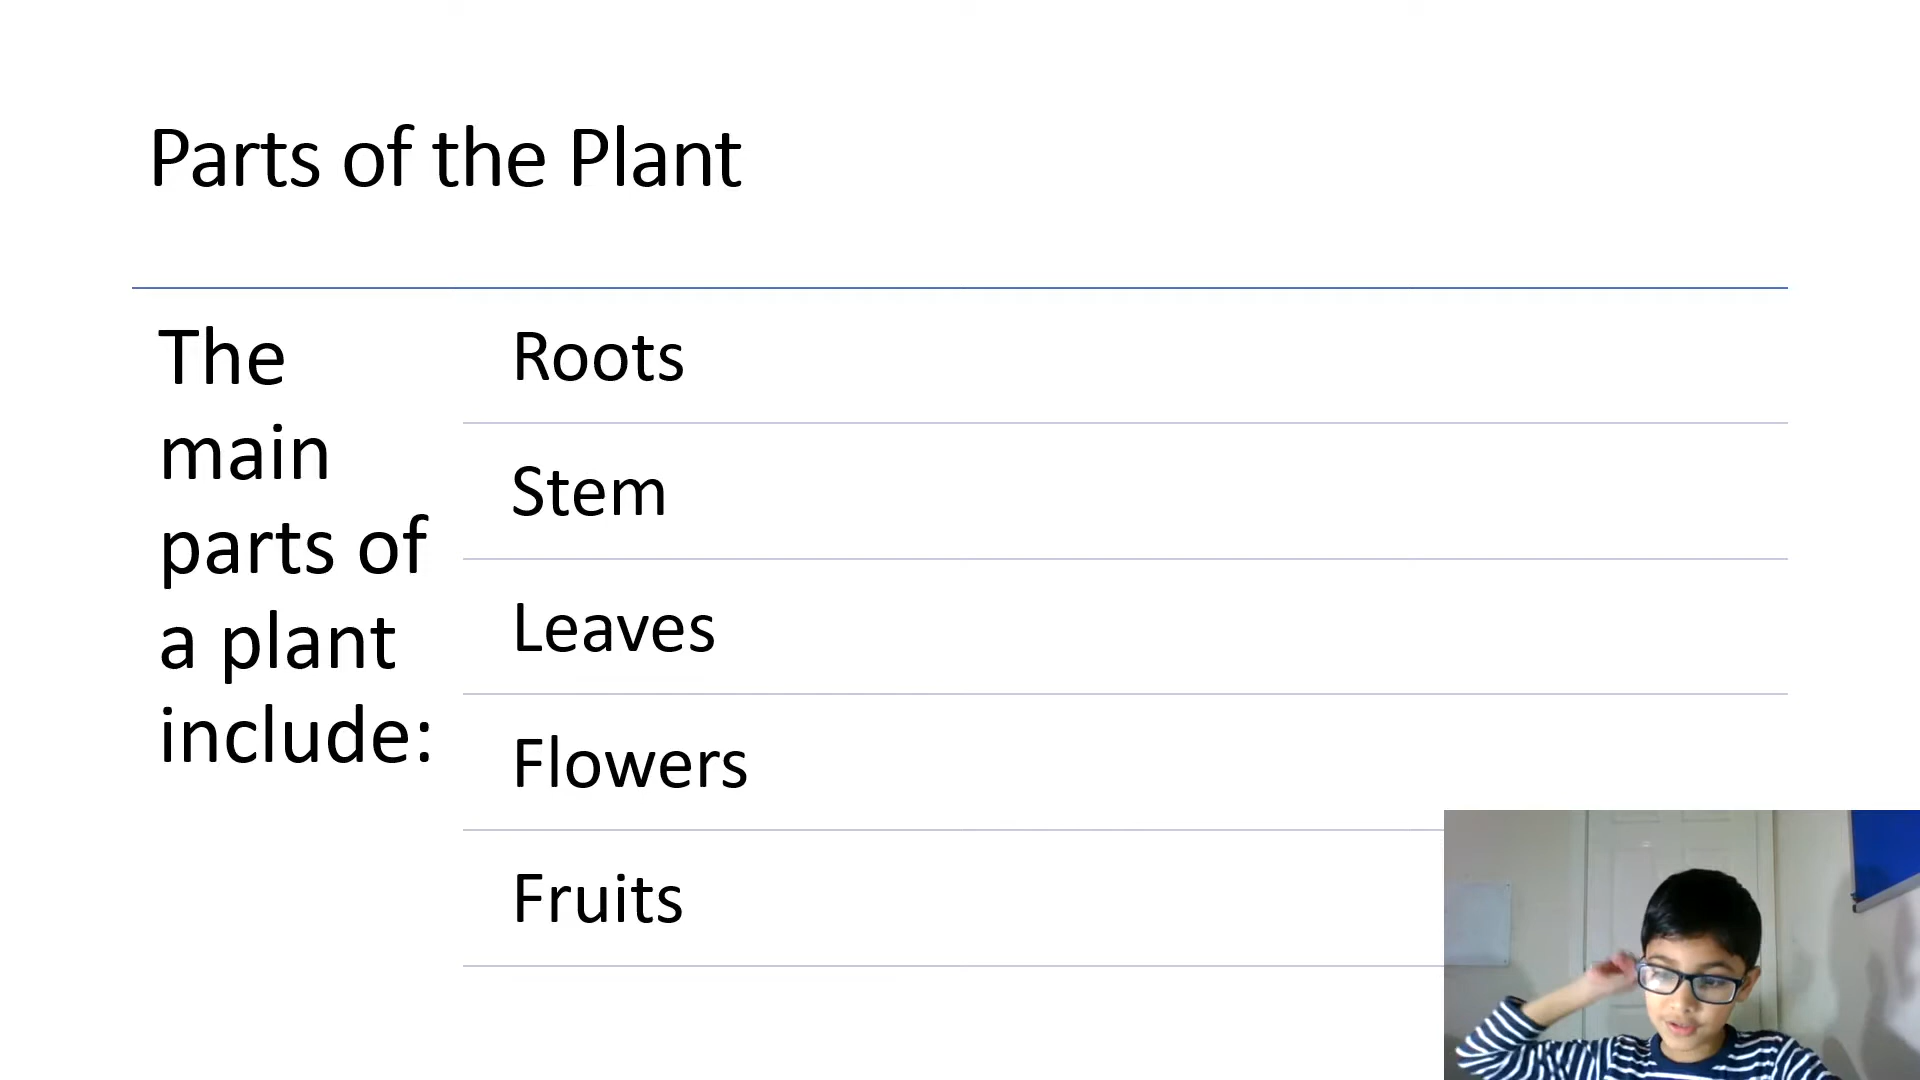 Parts of the Plant
The
main
parts of
a plant
include:
Roots
Stem
Leaves
Flowers
Fruits